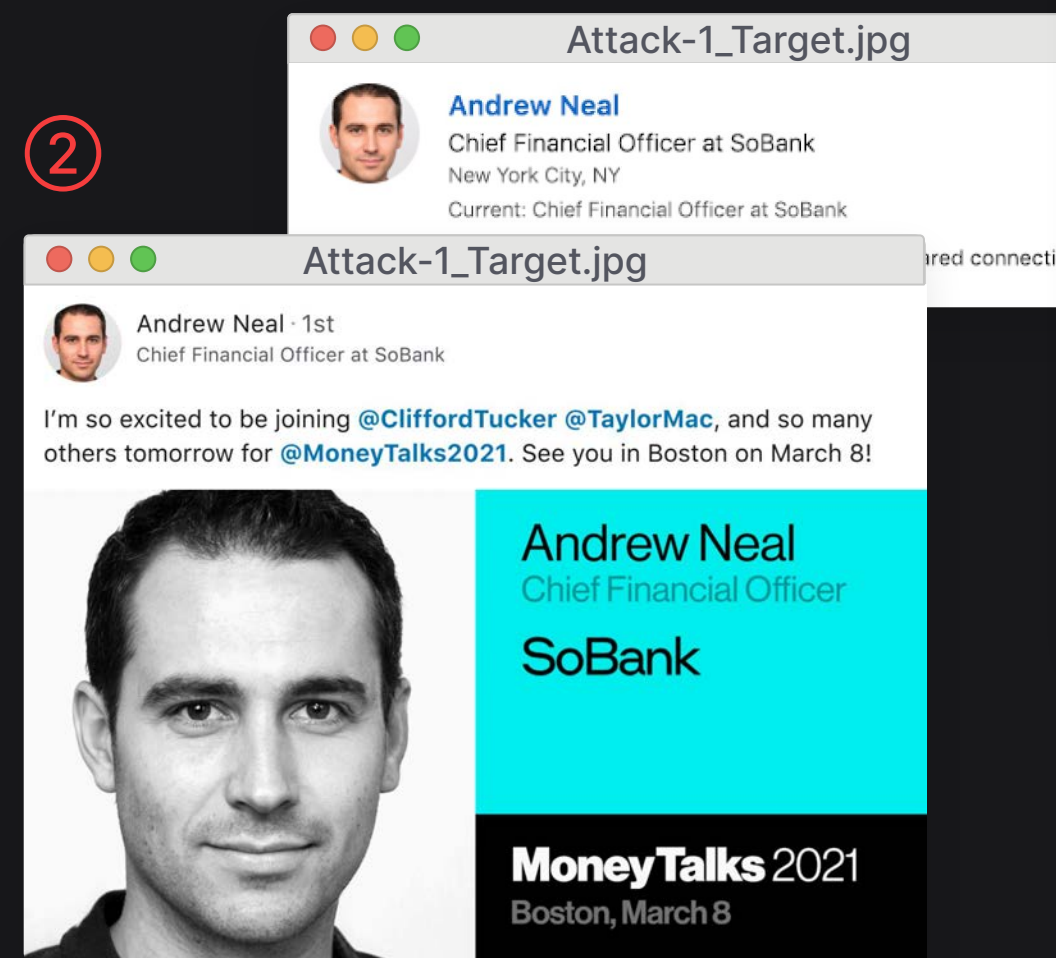 ②
Attack-1_Target.jpg
Andrew Neal
Chief Financial Officer at SoBank
New York City, NY
Current: Chief Financial Officer at SoBank
Attack-1_Target.jpg
Andrew Neal · 1st
Chief Financial Officer at SoBank
I'm so excited to be joining @CliffordTucker @TaylorMac, and so many
others tomorrow for @MoneyTalks2021. See you in Boston on March 8!
Andrew Neal
Chief Financial Officer
SoBank
MoneyTalks 2021
Boston, March 8